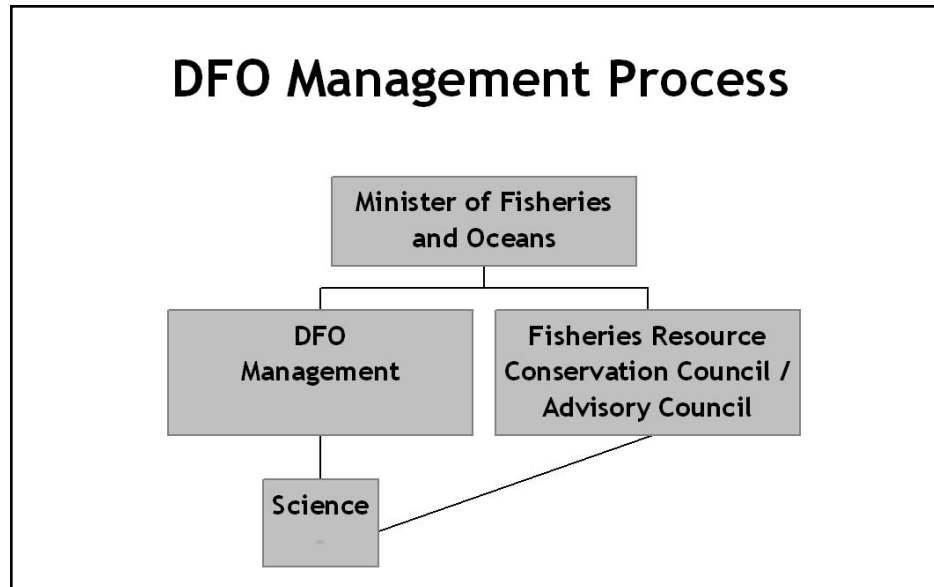 DFO Management Process
Minister of Fisheries
and Oceans
DFO
Management
Fisheries Resource
Conservation Council /
Advisory Council
Science